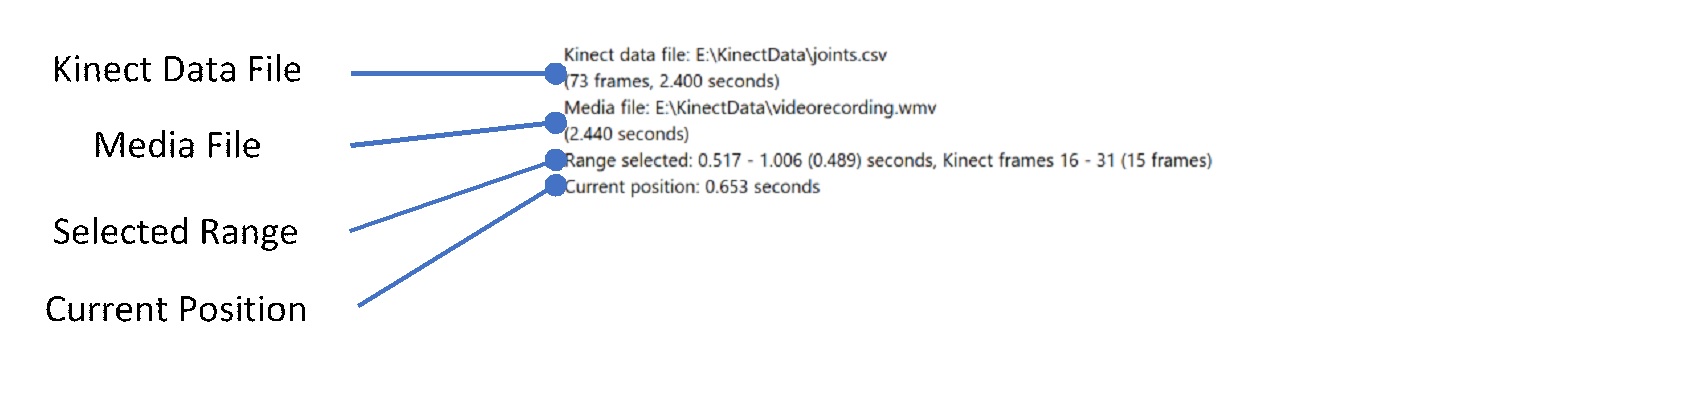 Kinect Data File
Media File
Selected Range
Current Position
Kinect data file: E:\KinectData\joints.csv
(73 frames, 2.400 seconds)
Media file: E:\KinectData\videorecording.wmv
(2.440 seconds)
Range selected: 0.517 - 1.006 (0.489) seconds, Kinect frames 16 - 31 (15 frames)
Current position: 0.653 seconds